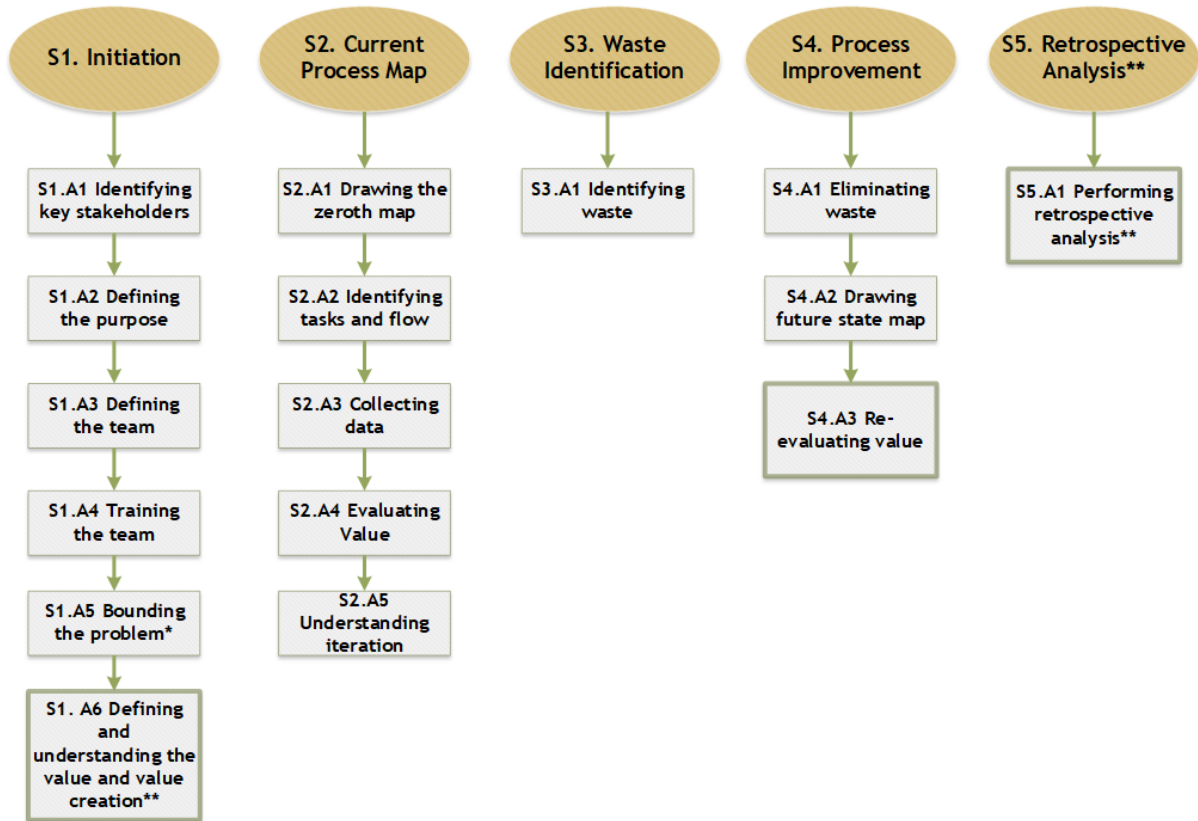 S1. Initiation
S1.A1 Identifying
key stakeholders
S1.A2 Defining
the purpose
S1.A3 Defining
the team
S1.A4 Training
the team
S1.A5 Bounding
the problem*
S1. A6 Defining
and
understanding the
value and value
creation**
S2. Current
Process Map
S2.A1 Drawing the
zeroth map
S2.A2 Identifying
tasks and flow
S2.A3 Collecting
data
S2.A4 Evaluating
Value
S2.A5
Understanding
iteration
S3. Waste
Identification
S3.A1 Identifying
waste
S4. Process
Improvement
S4.A1 Eliminating
waste
S4.A2 Drawing
future state map
S4.A3 Re-
evaluating value
S5. Retrospective
Analysis**
S5.A1 Performing
retrospective
analysis**